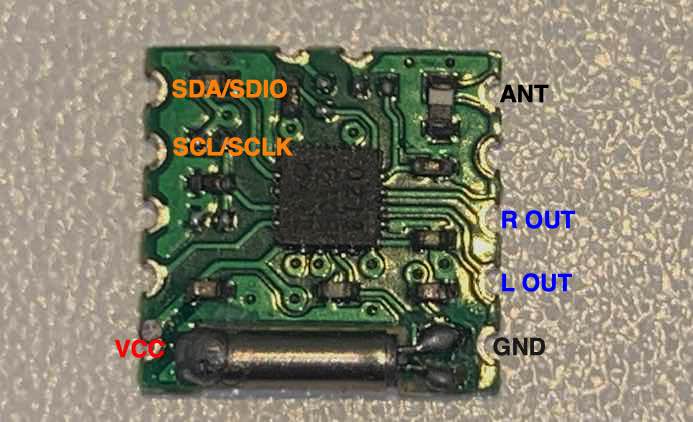 SDA/SDIO
ANT
SCL/SCLK
R OUT
L OUT
VCC
GND